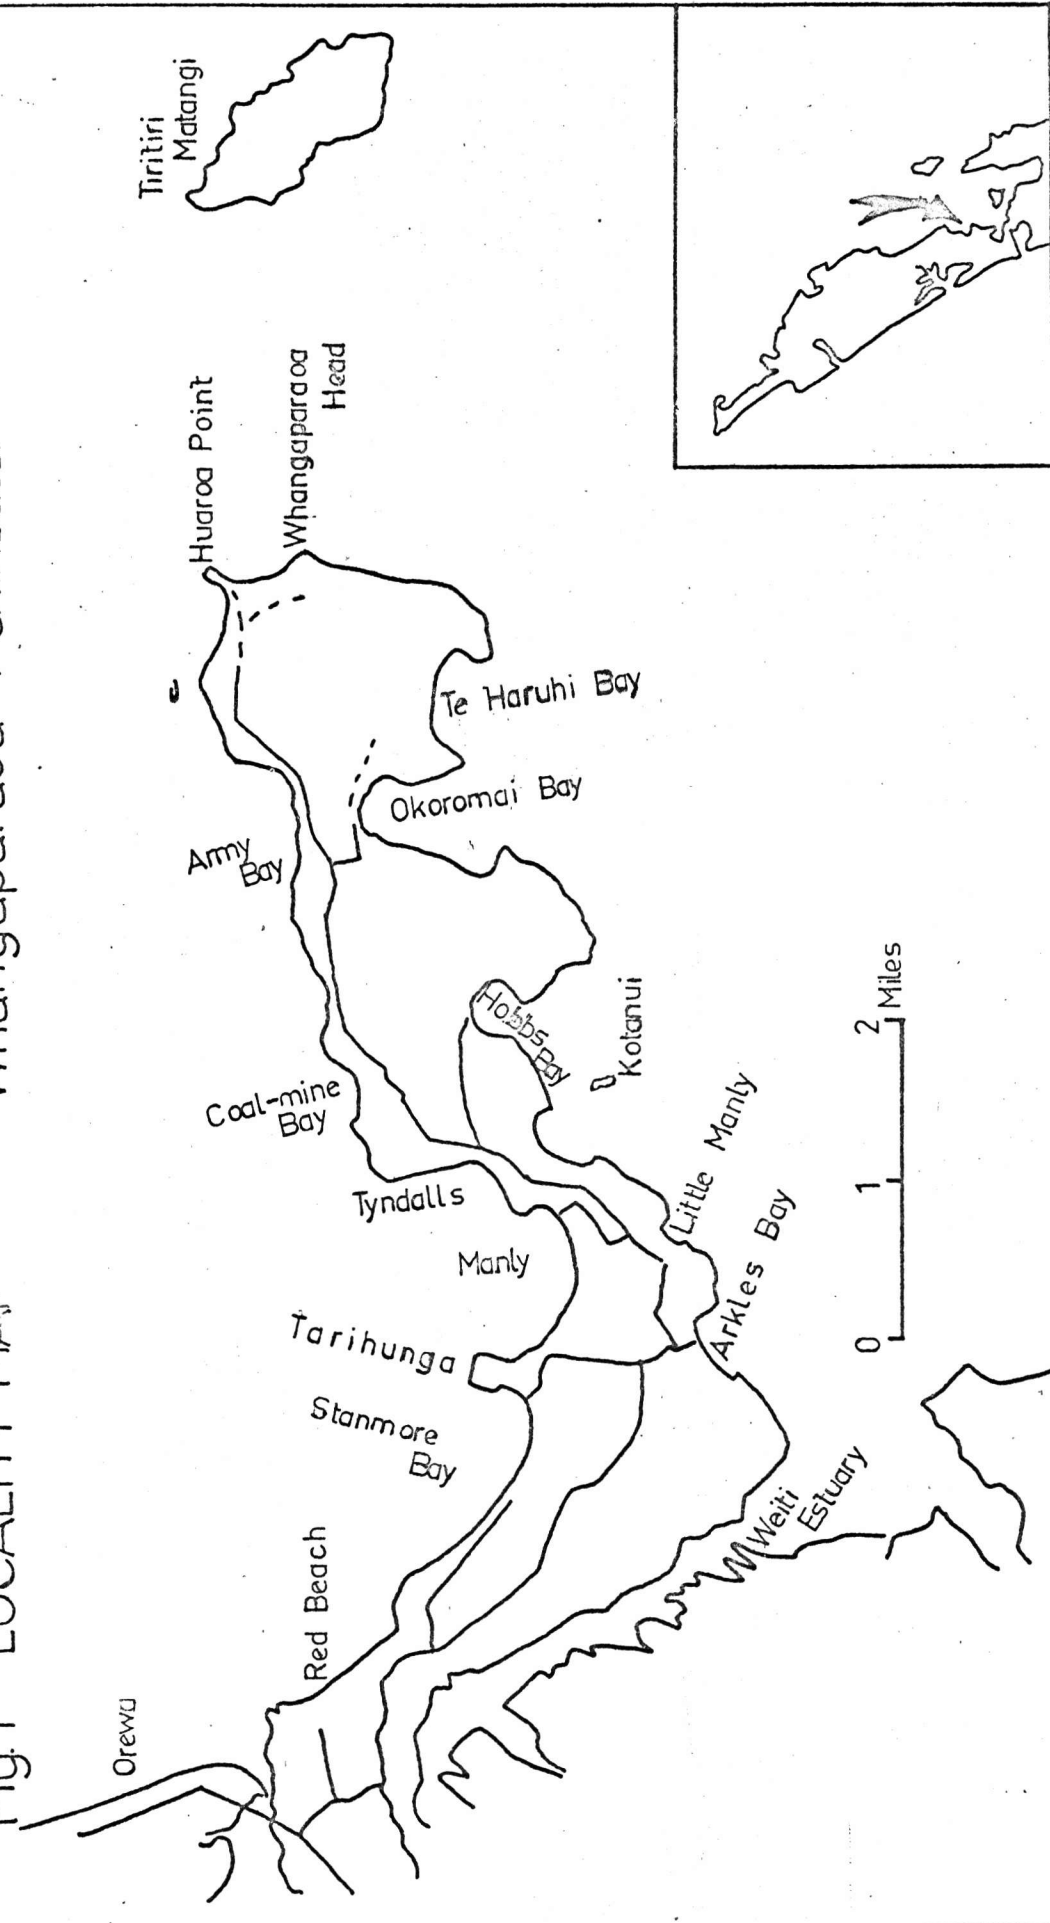 Fig. 1 LOCALITY MAP Whangaparaoa Peninsula
Tiritiri
Matangi
Huaroa Point
Whangaparaoa
Head
Orewa
Army
Bay
Te Haruhi Bay
Okoromai Bay
Coal-mine
Bay
Tyndalls
Hobbs
Bay
Kotanui
Manly
Tarihunga
Stanmore
Bay
Red Beach
Little Manly
Arkles Bay
Weiti
Estuary
0 1 2
Miles